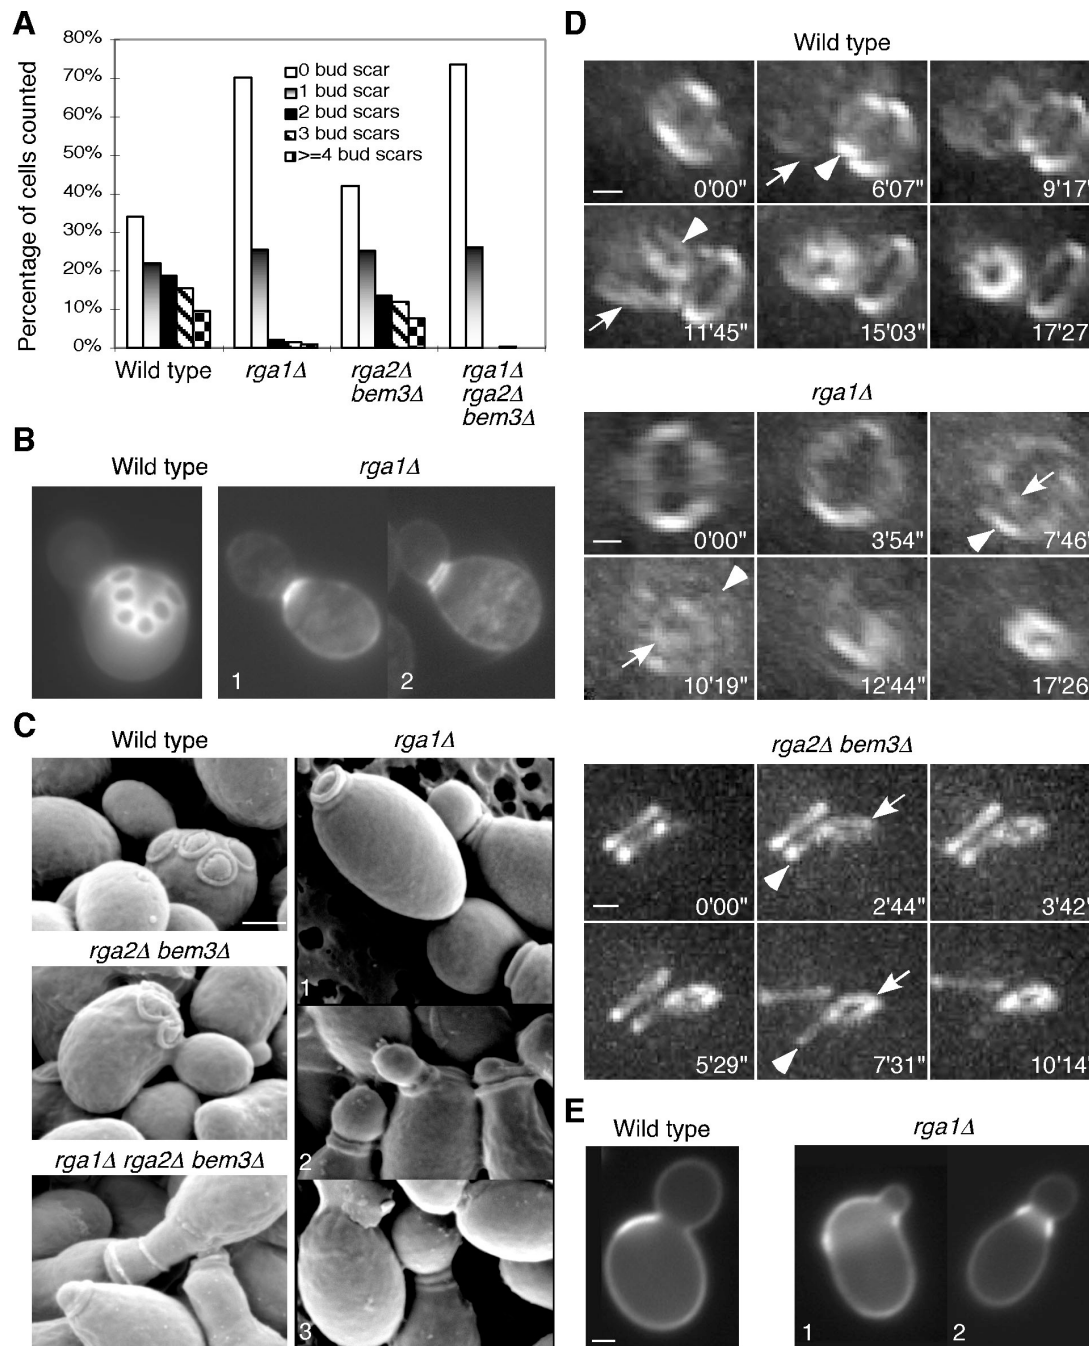 A
80%
70%
60%
50%
40%
30%
20%
10%
0%
Percentage of cells counted
0 bud scar
1 bud scar
2 bud scars
3 bud scars
>=4 bud scars
Wild type
rga1Δ
rga2Δ
bem3Δ
rga1Δ
rga2Δ
bem3Δ
B
Wild type
rga1Δ
1
2
C
Wild type
rga1Δ
rga2Δ bem3Δ
rga1Δ rga2Δ bem3Δ
1
2
3
D
Wild type
0'00"
6'07"
9'17'
11'45"
15'03"
17'27
rga1Δ
0'00"
3'54"
7'46'
10'19"
12'44"
17'26
rga2Δ bem3Δ
0'00"
2'44"
3'42'
5'29"
7'31"
10'14'
E
Wild type
rga1Δ
1
2